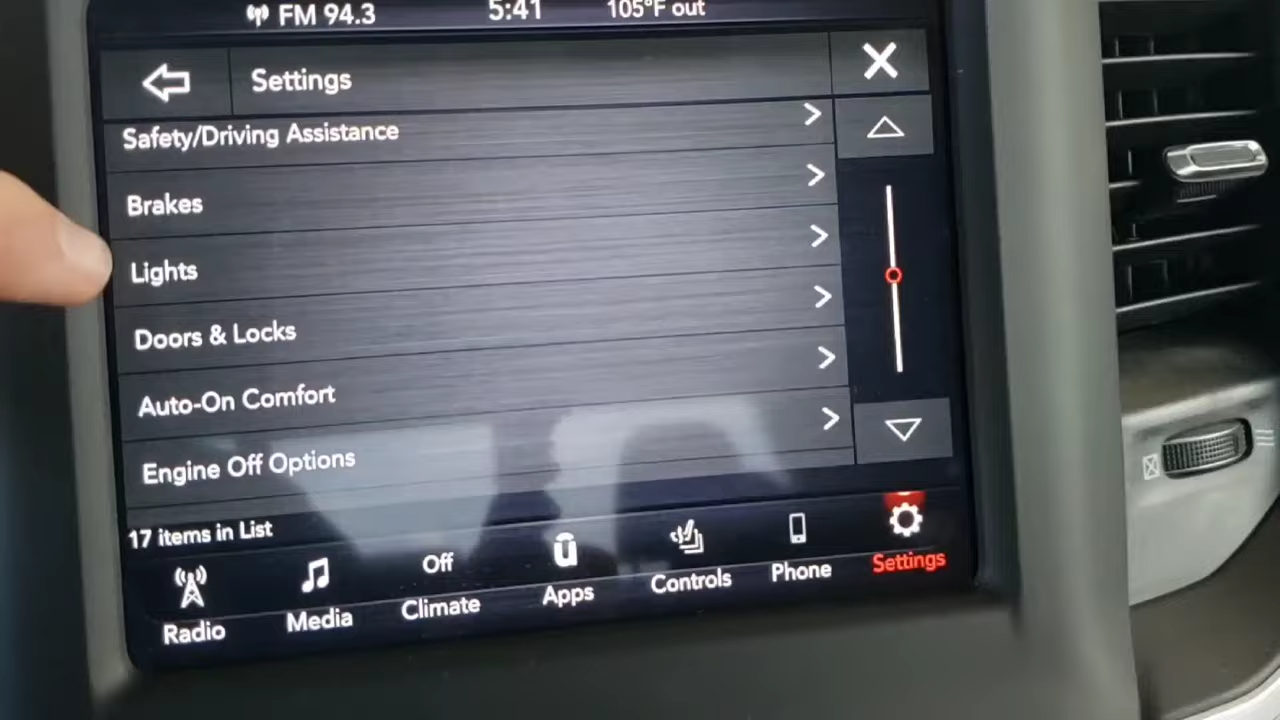 FM 94.3 5:41 105°F out
Settings
Safety/Driving Assistance
Brakes
Lights
Doors & Locks
Auto-On Comfort
Engine Off Options
17 items in List
Off
Radio Media Climate Apps Controls Phone Settings